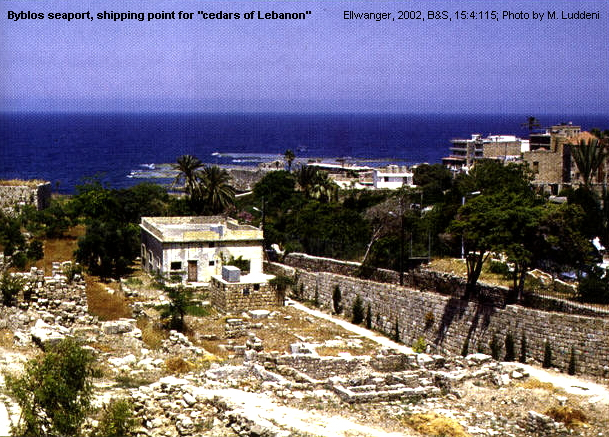 Byblos seaport, shipping point for "cedars of Lebanon" Ellwanger, 2002, B&S, 15:4:115; Photo by M. Luddeni